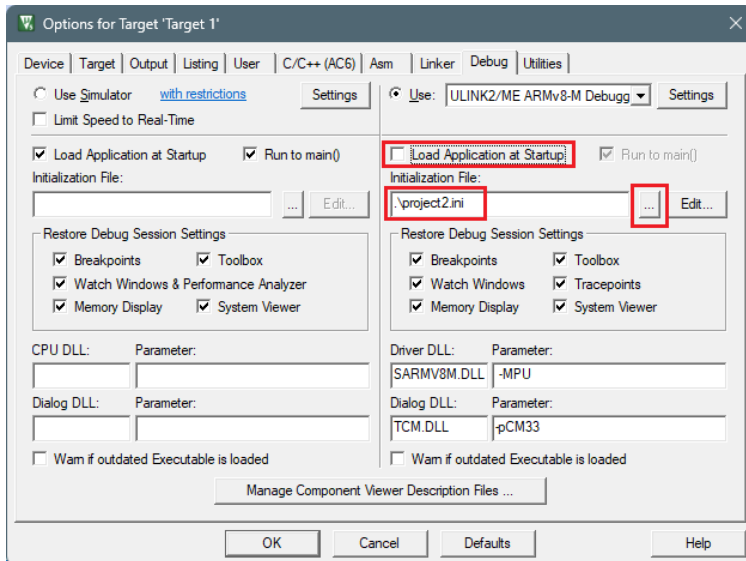 Options for Target 'Target 1'
Device Target Output Listing User C/C++ (AC6) Asm Linker Debug Utilities
Use Simulator with restrictions Settings
Limit Speed to Real-Time
Load Application at Startup Run to main()
Initialization File:
... Edit...
Restore Debug Session Settings
Breakpoints Toolbox
Watch Windows & Performance Analyzer
Memory Display System Viewer
CPU DLL: Parameter:
Dialog DLL: Parameter:
Warn if outdated Executable is loaded
Use: ULINK2/ME ARMv8-M Debugg Settings
Load Application at Startup Run to main()
Initialization File:
.\project2.ini ... Edit...
Restore Debug Session Settings
Breakpoints Toolbox
Watch Windows Tracepoints
Memory Display System Viewer
Driver DLL: Parameter:
SARMV8M.DLL -MPU
Dialog DLL: Parameter:
TCM.DLL -pCM33
Warn if outdated Executable is loaded
Manage Component Viewer Description Files ...
OK Cancel Defaults Help